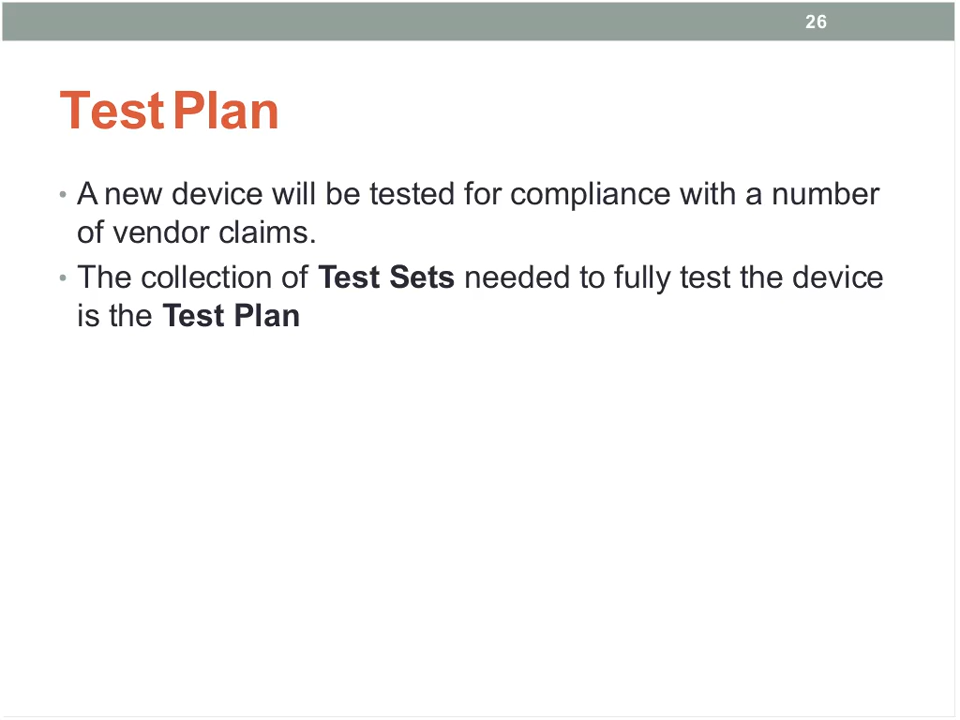 26
Test Plan
• A new device will be tested for compliance with a number
of vendor claims.
• The collection of Test Sets needed to fully test the device
is the Test Plan